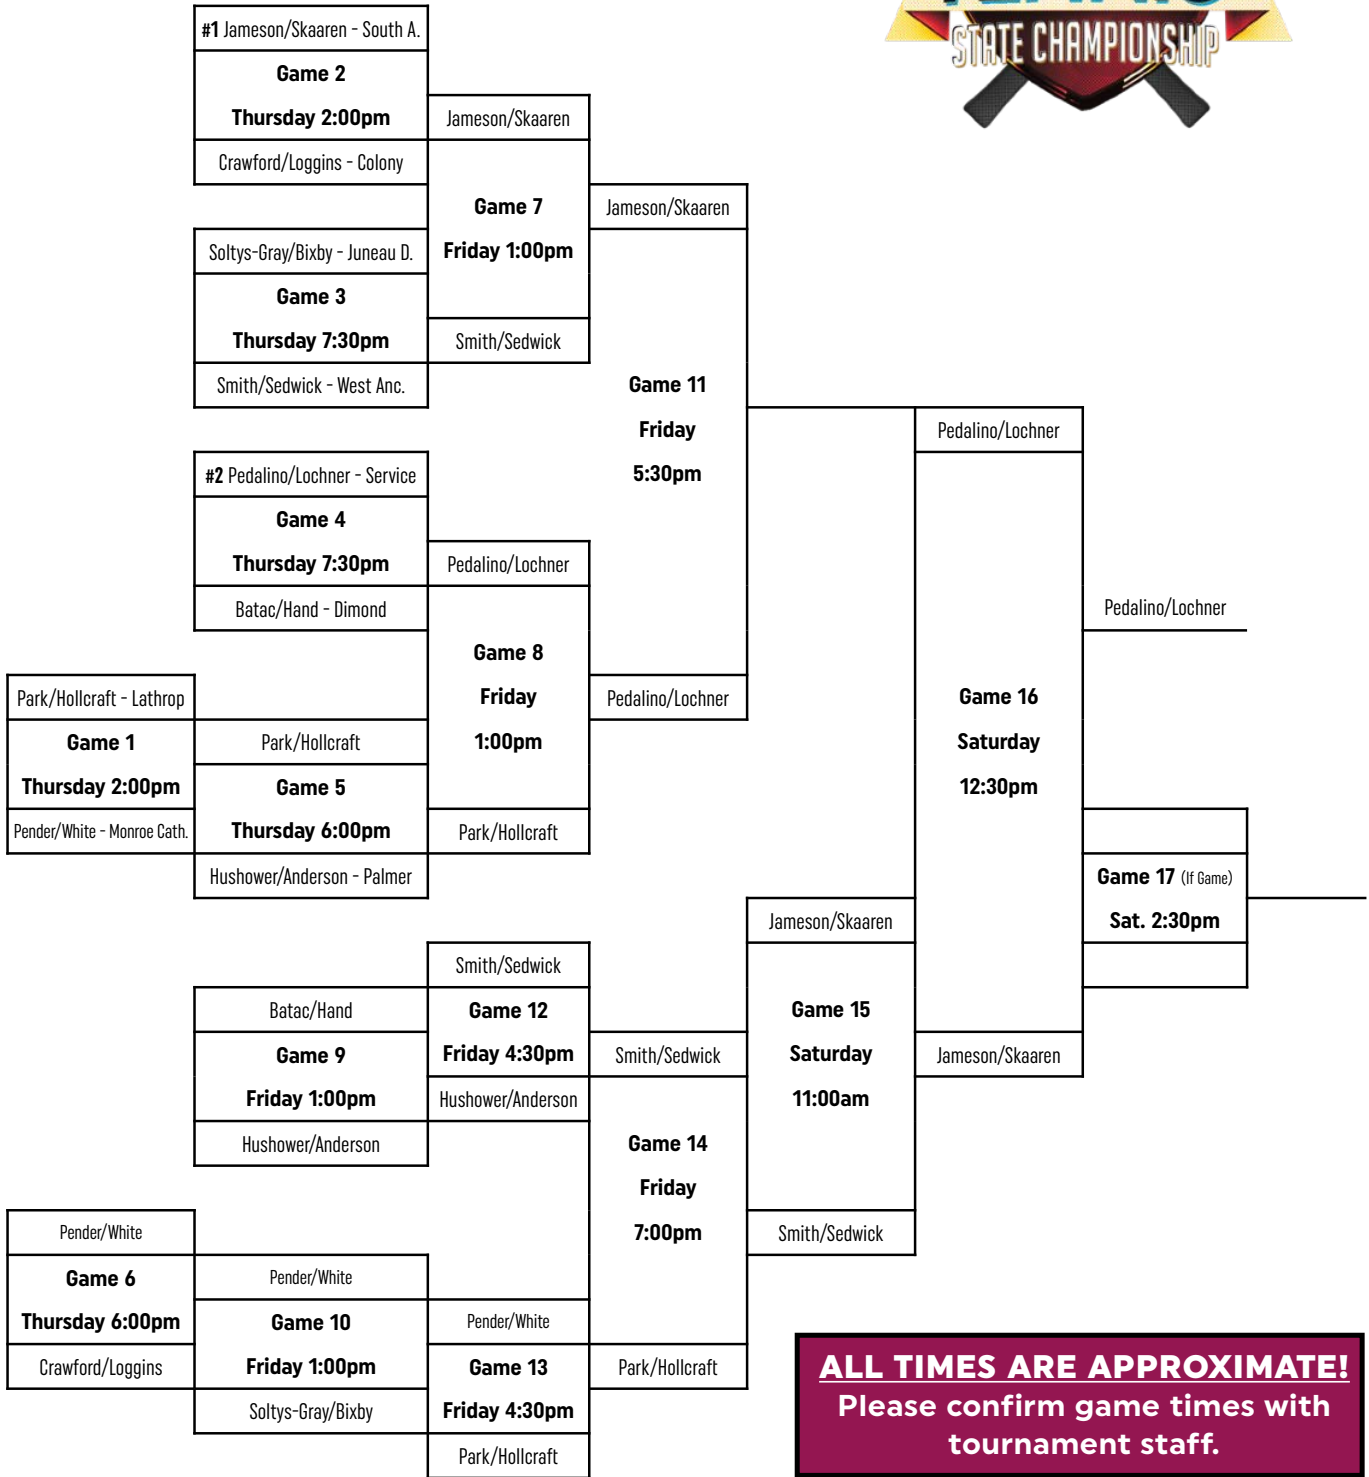 STATE CHAMPIONSHIP
#1 Jameson/Skaaren - South A.
Game 2
Thursday 2:00pm
Crawford/Loggins - Colony
Jameson/Skaaren
Game 7
Friday 1:00pm
Smith/Sedwick
Soltys-Gray/Bixby - Juneau D.
Game 3
Thursday 7:30pm
Smith/Sedwick - West Anc.
Jameson/Skaaren
Game 11
Friday
5:30pm
Pedalino/Lochner
#2 Pedalino/Lochner - Service
Game 4
Thursday 7:30pm
Batac/Hand - Dimond
Pedalino/Lochner
Game 8
Friday
1:00pm
Park/Hollcraft
Park/Hollcraft - Lathrop
Game 1
Thursday 2:00pm
Pender/White - Monroe Cath.
Park/Hollcraft
Game 5
Thursday 6:00pm
Hushower/Anderson - Palmer
Pedalino/Lochner
Game 16
Saturday
12:30pm
Jameson/Skaaren
Pedalino/Lochner
Game 17 (If Game)
Sat. 2:30pm
Jameson/Skaaren
Game 15
Saturday
11:00am
Smith/Sedwick
Smith/Sedwick
Game 12
Friday 4:30pm
Hushower/Anderson
Batac/Hand
Game 9
Friday 1:00pm
Hushower/Anderson
Smith/Sedwick
Game 14
Friday
7:00pm
Park/Hollcraft
Pender/White
Game 6
Thursday 6:00pm
Crawford/Loggins
Pender/White
Game 10
Friday 1:00pm
Soltys-Gray/Bixby
Pender/White
Game 13
Friday 4:30pm
Park/Hollcraft
ALL TIMES ARE APPROXIMATE!
Please confirm game times with
tournament staff.